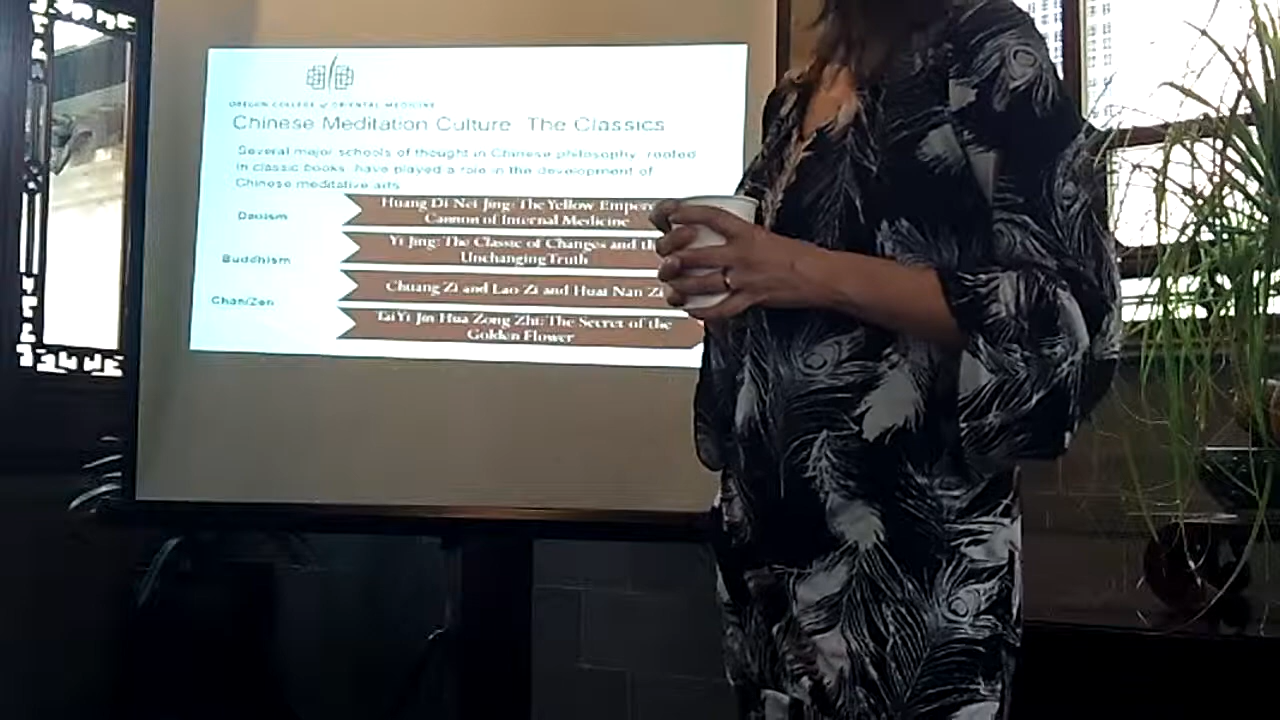 OREGON COLLEGE of ORIENTAL MEDICINE
Chinese Meditation Culture: The Classics
Several major schools of thought in Chinese philosophy, rooted
in classic books, have played a role in the development of
Chinese meditative arts
Daoism
Buddhism
Chan/Zen
Huang Di Nei Jing: The Yellow Empero
Cannon of Internal Medicine
Yi Jing: The Classic of Changes and th
Unchanging Truth
Chuang Zi and Lao Zi and Huai Nan Zi
Tai Yi Jin Hua Zong Zhi: The Secret of the
Golden Flower